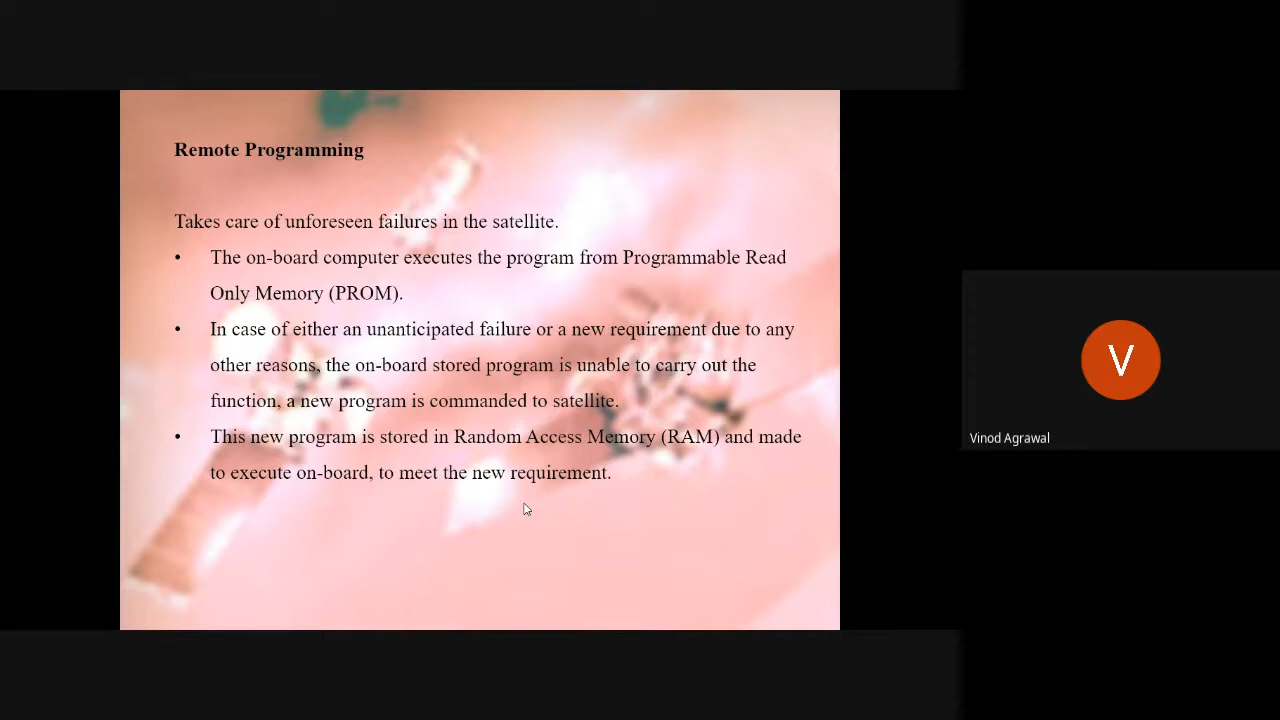 Remote Programming
Takes care of unforeseen failures in the satellite.
• The on-board computer executes the program from Programmable Read
Only Memory (PROM).
• In case of either an unanticipated failure or a new requirement due to any
other reasons, the on-board stored program is unable to carry out the
function, a new program is commanded to satellite.
• This new program is stored in Random Access Memory (RAM) and made
to execute on-board, to meet the new requirement.
V
Vinod Agrawal